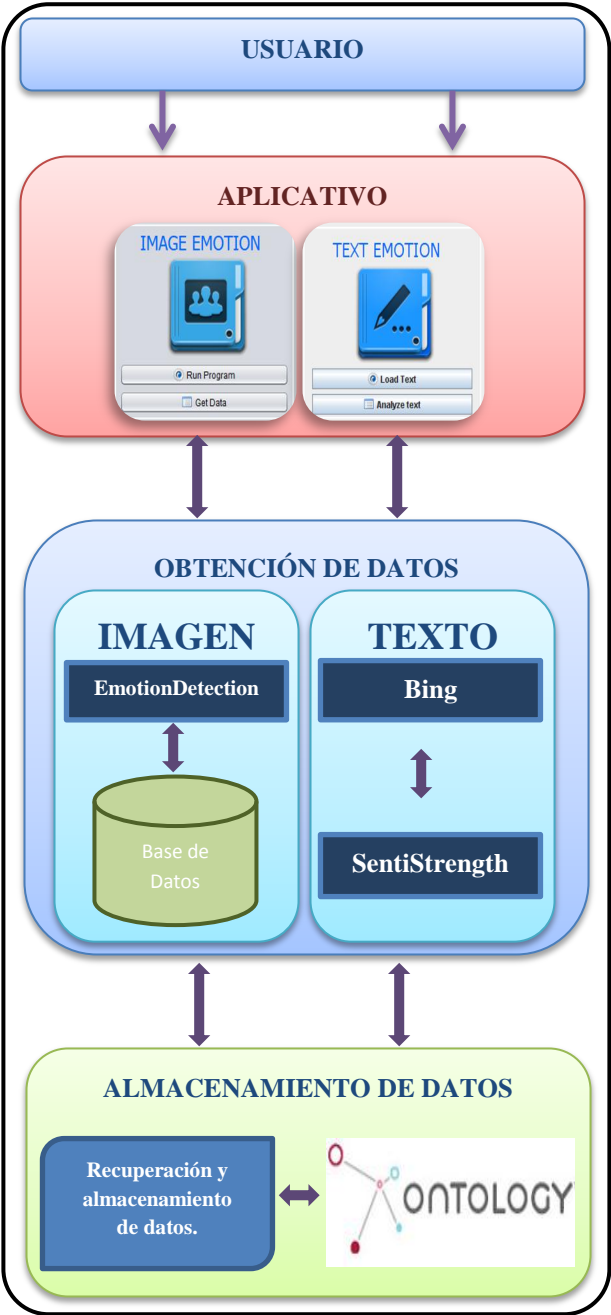 USUARIO
APLICATIVO
IMAGE EMOTION
Run Program
Get Data
TEXT EMOTION
Load Text
Analyze text
OBTENCIÓN DE DATOS
IMAGEN
EmotionDetection
Base de
Datos
TEXTO
Bing
SentiStrength
ALMACENAMIENTO DE DATOS
Recuperación y
almacenamiento
de datos.
ONTOLOGY